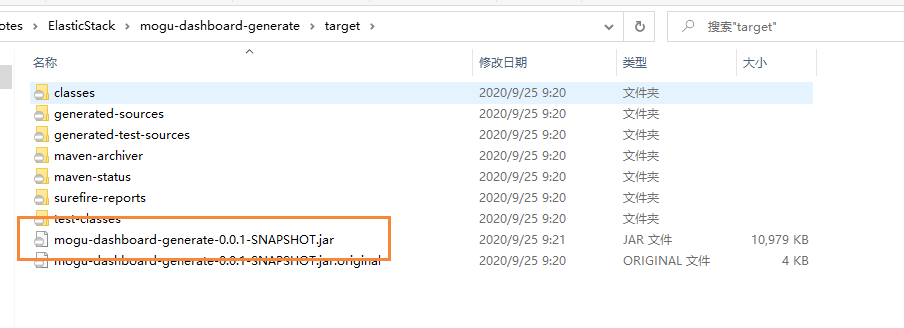 otes > ElasticStack > mogu-dashboard-generate > target > 搜索"target"
名称 修改日期 类型 大小
classes 2020/9/25 9:20 文件夹
generated-sources 2020/9/25 9:20 文件夹
generated-test-sources 2020/9/25 9:20 文件夹
maven-archiver 2020/9/25 9:20 文件夹
maven-status 2020/9/25 9:20 文件夹
surefire-reports 2020/9/25 9:20 文件夹
test-classes 2020/9/25 9:20 文件夹
mogu-dashboard-generate-0.0.1-SNAPSHOT.jar 2020/9/25 9:21 JAR 文件 10,979 KB
mogu-dashboard-generate-0.0.1-SNAPSHOT.jar.original 2020/9/25 9:20 ORIGINAL 文件 4 KB